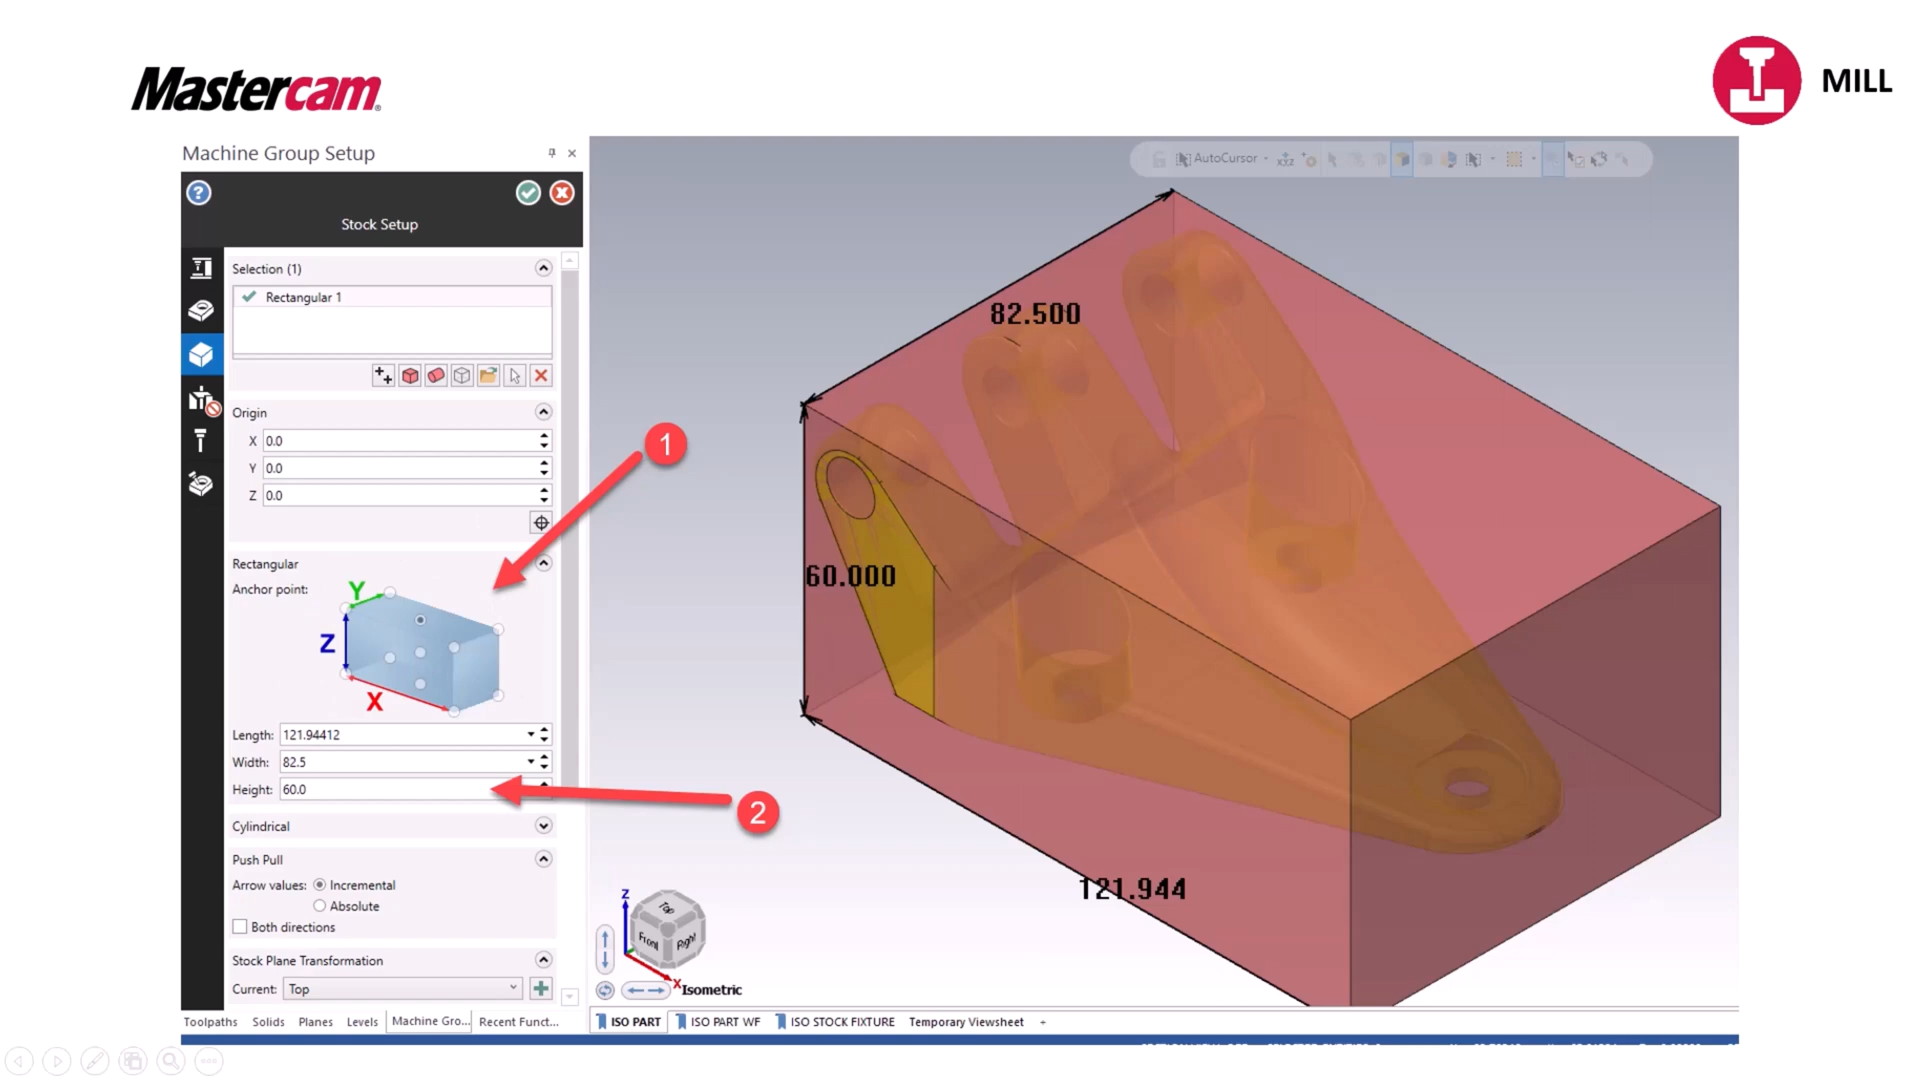 Mastercam
MILL
Machine Group Setup
AutoCursor
Stock Setup
Selection (1)
Rectangular 1
Origin
X 0.0
Y 0.0
Z 0.0
Rectangular
Anchor point:
Y
Z
X
Length: 121.94412
Width: 82.5
Height: 60.0
Cylindrical
Push Pull
Arrow values: Incremental
Absolute
Both directions
Stock Plane Transformation
Current: Top
1
2
82.500
60.000
121.944
Z
Top
Front
Right
X
Isometric
Toolpaths Solids Planes Levels Machine Gro... Recent Funct...
ISO PART ISO PART WF ISO STOCK FIXTURE Temporary Viewsheet +